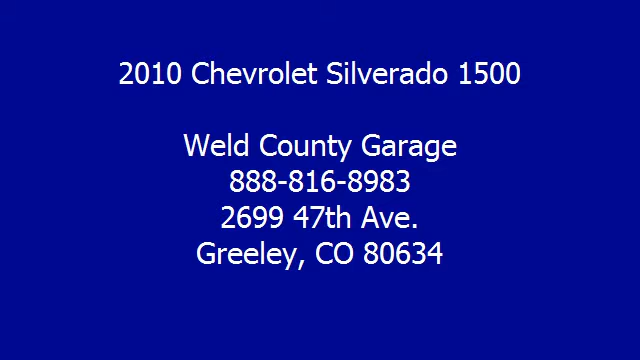 2010 Chevrolet Silverado 1500
Weld County Garage
888-816-8983
2699 47th Ave.
Greeley, CO 80634